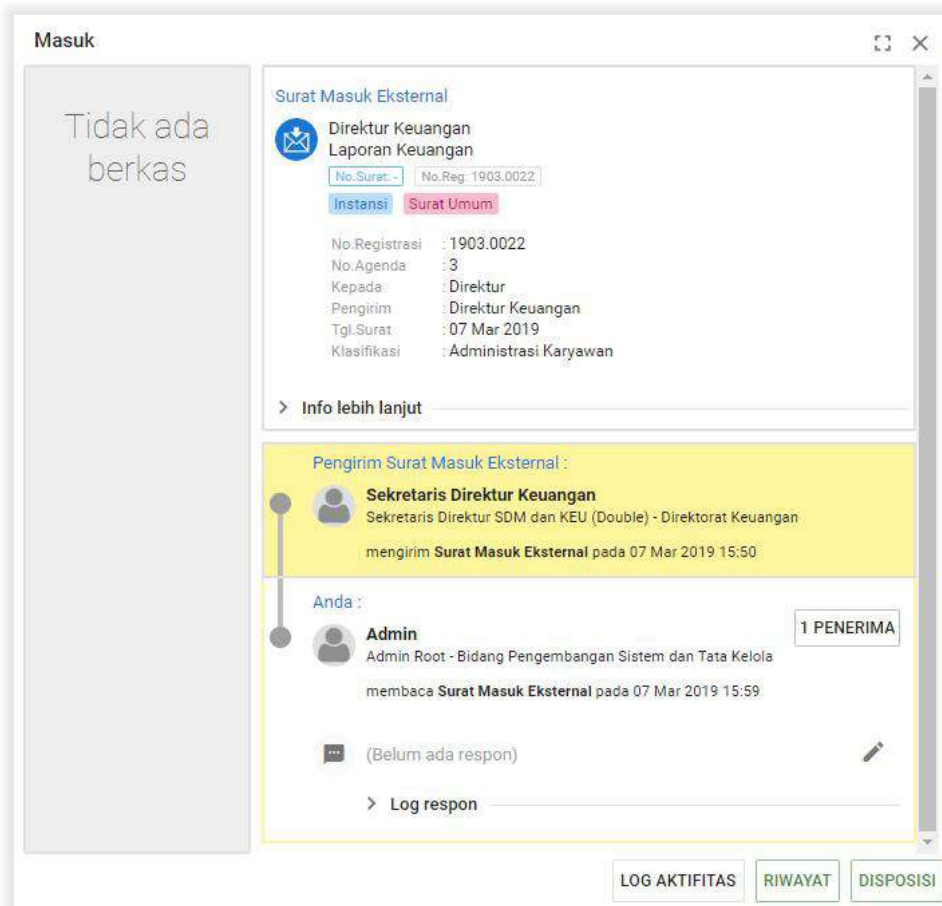 Masuk
Tidak ada
berkas
Surat Masuk Eksternal
Direktur Keuangan
Laporan Keuangan
No.Surat: - No.Reg: 1903.0022
Instansi Surat Umum
No.Registrasi : 1903.0022
No.Agenda : 3
Kepada : Direktur
Pengirim : Direktur Keuangan
Tgl.Surat : 07 Mar 2019
Klasifikasi : Administrasi Karyawan
Info lebih lanjut
Pengirim Surat Masuk Eksternal :
Sekretaris Direktur Keuangan
Sekretaris Direktur SDM dan KEU (Double) - Direktorat Keuangan
mengirim Surat Masuk Eksternal pada 07 Mar 2019 15:50
Anda :
1 PENERIMA
Admin
Admin Root - Bidang Pengembangan Sistem dan Tata Kelola
membaca Surat Masuk Eksternal pada 07 Mar 2019 15:59
(Belum ada respon)
Log respon
LOG AKTIFITAS RIWAYAT DISPOSISI